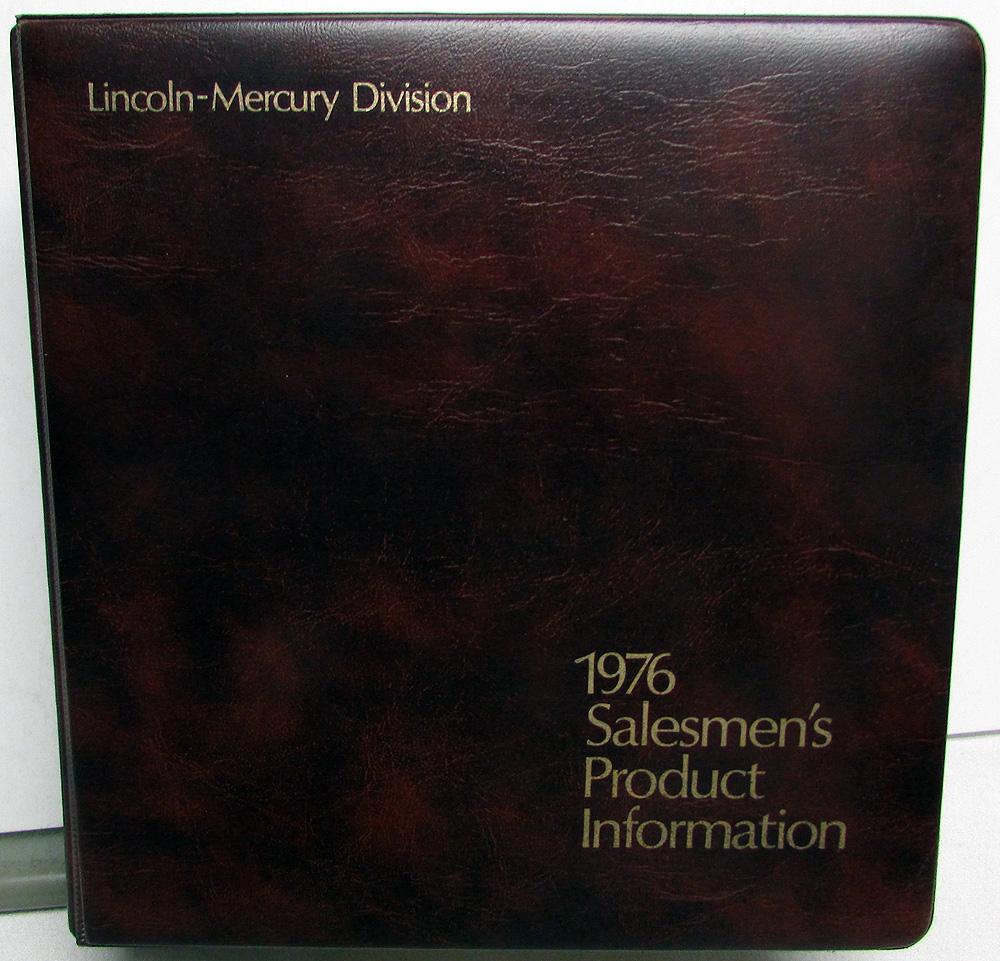 Lincoln-Mercury Division
1976
Salesmen's
Product
Information